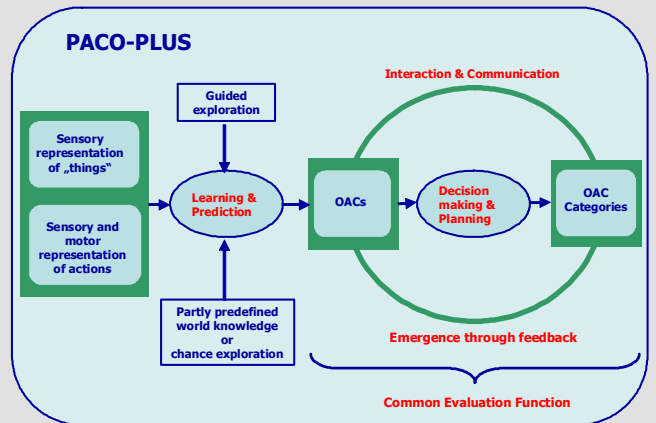 PACO-PLUS
Interaction & Communication
Guided
exploration
Sensory
representation
of „things“
Sensory and
motor
representation
of actions
Learning &
Prediction
OACs
Decision
making &
Planning
OAC
Categories
Partly predefined
world knowledge
or
chance exploration
Emergence through feedback
Common Evaluation Function